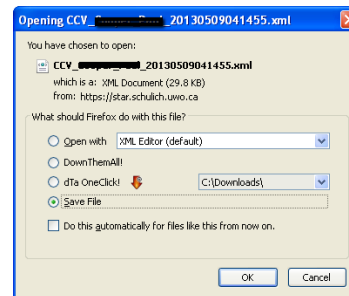 Opening CCV_ _20130509041455.xml
You have chosen to open:
CCV_ _20130509041455.xml
which is a: XML Document (29.8 KB)
from: https://star.schulich.uwo.ca
What should Firefox do with this file?
Open with XML Editor (default)
DownThemAll!
dTa OneClick! C:\Downloads\
Save File
Do this automatically for files like this from now on.
OK Cancel